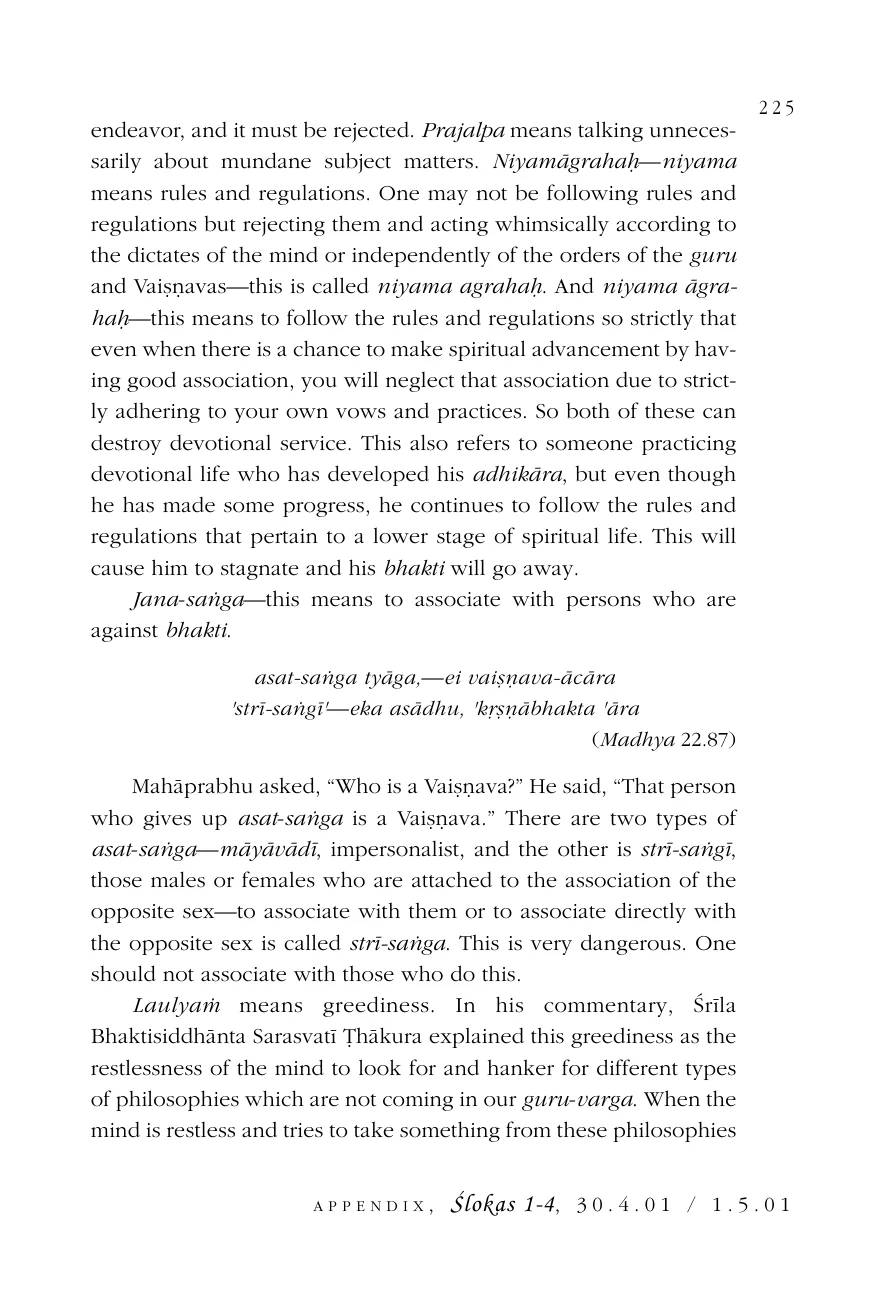 225
endeavor, and it must be rejected. Prajalpa means talking unneces-
sarily about mundane subject matters. Niyamāgrahaḥ—niyama
means rules and regulations. One may not be following rules and
regulations but rejecting them and acting whimsically according to
the dictates of the mind or independently of the orders of the guru
and Vaiṣṇavas—this is called niyama agrahaḥ. And niyama āgra-
haḥ—this means to follow the rules and regulations so strictly that
even when there is a chance to make spiritual advancement by hav-
ing good association, you will neglect that association due to strict-
ly adhering to your own vows and practices. So both of these can
destroy devotional service. This also refers to someone practicing
devotional life who has developed his adhikāra, but even though
he has made some progress, he continues to follow the rules and
regulations that pertain to a lower stage of spiritual life. This will
cause him to stagnate and his bhakti will go away.
Jana-saṅga—this means to associate with persons who are
against bhakti.
asat-saṅga tyāga,—ei vaiṣṇava-ācāra
'strī-saṅgī'—eka asādhu, 'kṛṣṇābhakta 'āra
(Madhya 22.87)
Mahāprabhu asked, “Who is a Vaiṣṇava?” He said, “That person
who gives up asat-saṅga is a Vaiṣṇava.” There are two types of
asat-saṅga—māyāvādī, impersonalist, and the other is strī-saṅgī,
those males or females who are attached to the association of the
opposite sex—to associate with them or to associate directly with
the opposite sex is called strī-saṅga. This is very dangerous. One
should not associate with those who do this.
Laulyaṁ means greediness. In his commentary, Śrīla
Bhaktisiddhānta Sarasvatī Ṭhākura explained this greediness as the
restlessness of the mind to look for and hanker for different types
of philosophies which are not coming in our guru-varga. When the
mind is restless and tries to take something from these philosophies
APPENDIX, Ślokas 1-4, 30.4.01 / 1.5.01